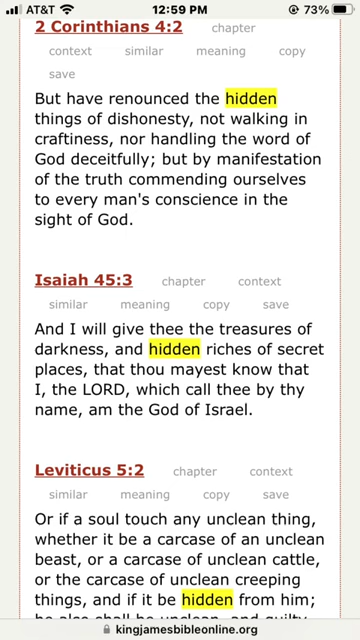 AT&T 12:59 PM 73%
2 Corinthians 4:2 chapter
context similar meaning copy
save
But have renounced the hidden
things of dishonesty, not walking in
craftiness, nor handling the word of
God deceitfully; but by manifestation
of the truth commending ourselves
to every man's conscience in the
sight of God.
Isaiah 45:3 chapter context
similar meaning copy save
And I will give thee the treasures of
darkness, and hidden riches of secret
places, that thou mayest know that
I, the LORD, which call thee by thy
name, am the God of Israel.
Leviticus 5:2 chapter context
similar meaning copy save
Or if a soul touch any unclean thing,
whether it be a carcase of an unclean
beast, or a carcase of unclean cattle,
or the carcase of unclean creeping
things, and if it be hidden from him;
he also shall be unclean, and guilty
kingjamesbibleonline.org